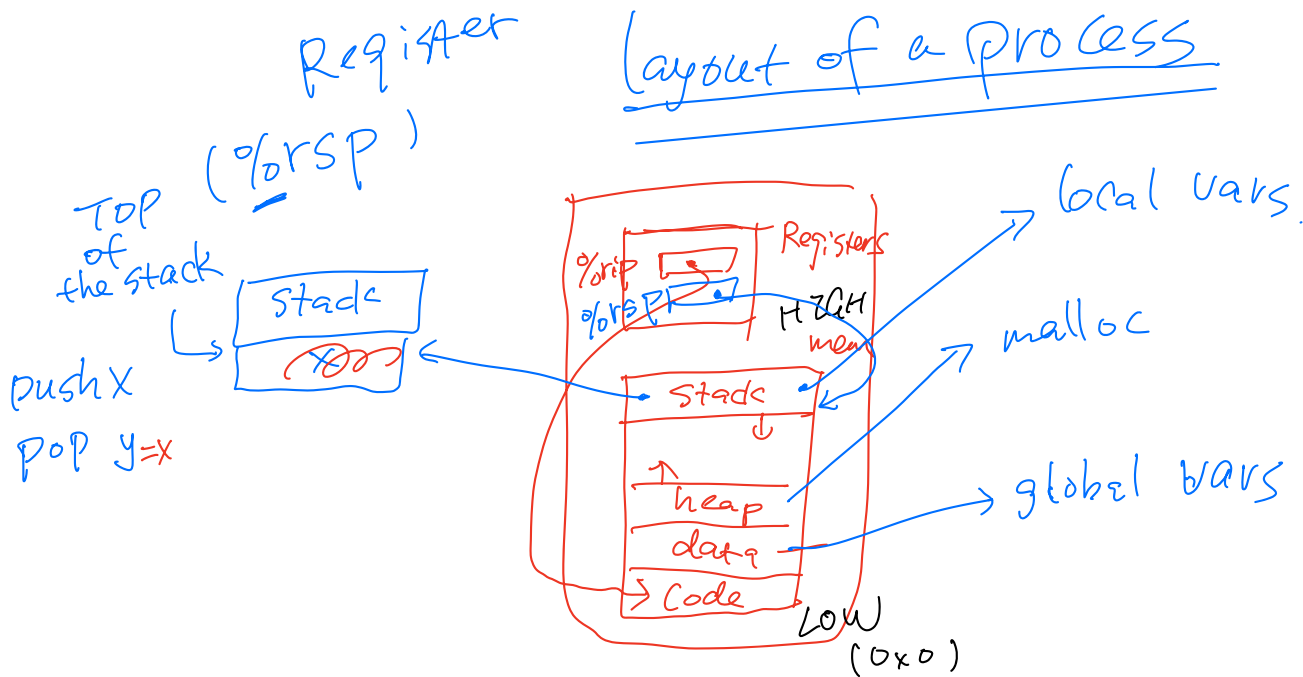 Register
(%rsp)
layout of a process
TOP
of
the stack
stack
x
push x
pop y=x
Registers
%rip
%rsp
HIGH
mem
stack
heap
data
code
LOW
(0x0)
local vars.
malloc
global vars